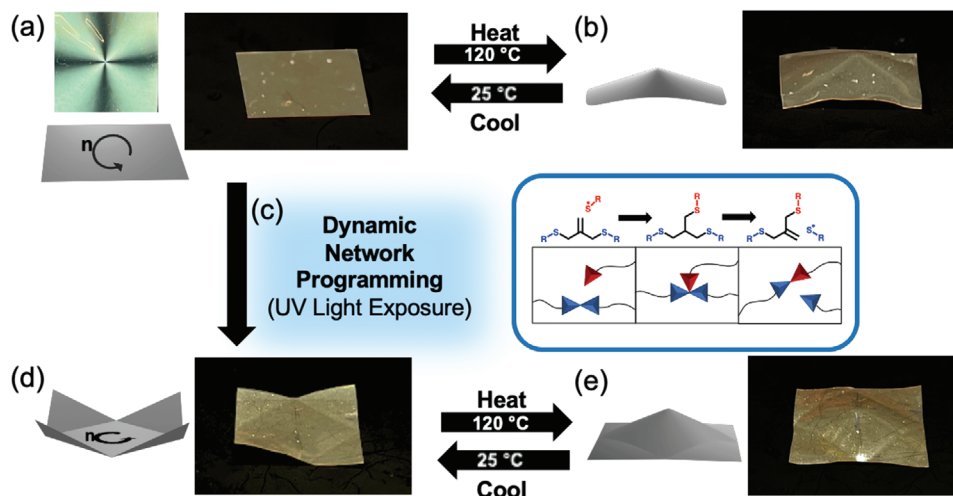 (a)
n
Heat
120 °C
25 °C
Cool
(b)
(c)
Dynamic
Network
Programming
(UV Light Exposure)
R
S•
R
S
R
S
S
R
R
S
S
R
R
S
R
S
S•
R
(d)
n
Heat
120 °C
25 °C
Cool
(e)